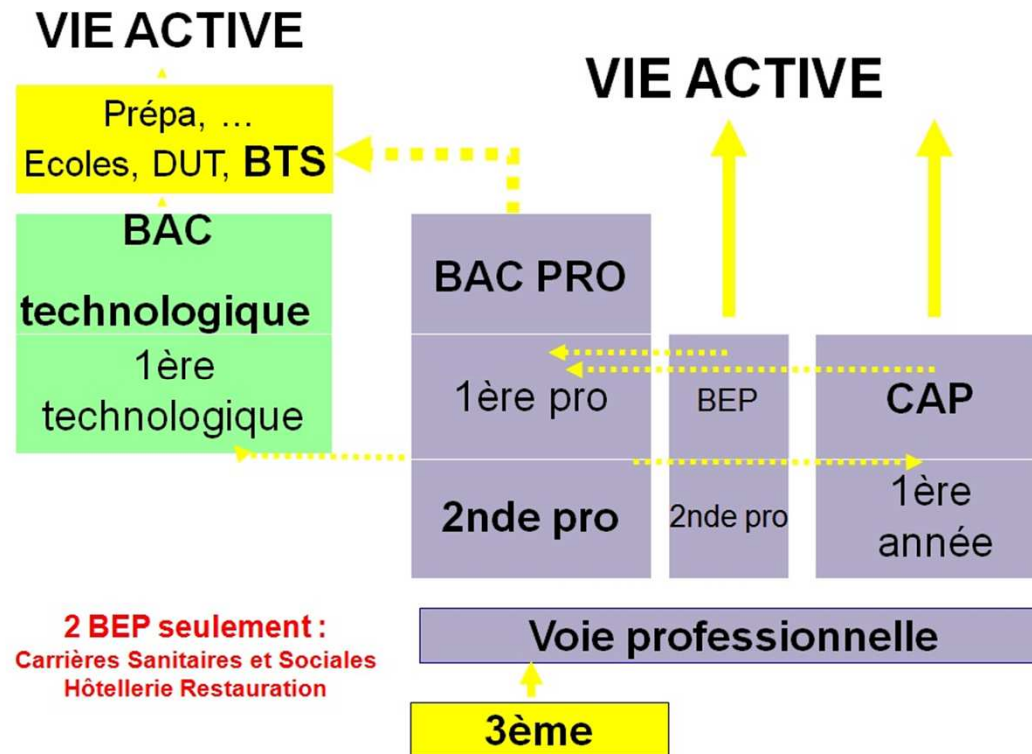 VIE ACTIVE
Prépa, ...
Ecoles, DUT, BTS
BAC
technologique
1ère
technologique
VIE ACTIVE
BAC PRO
1ère pro
2nde pro
BEP
2nde pro
CAP
1ère
année
2 BEP seulement :
Carrières Sanitaires et Sociales
Hôtellerie Restauration
Voie professionnelle
3ème